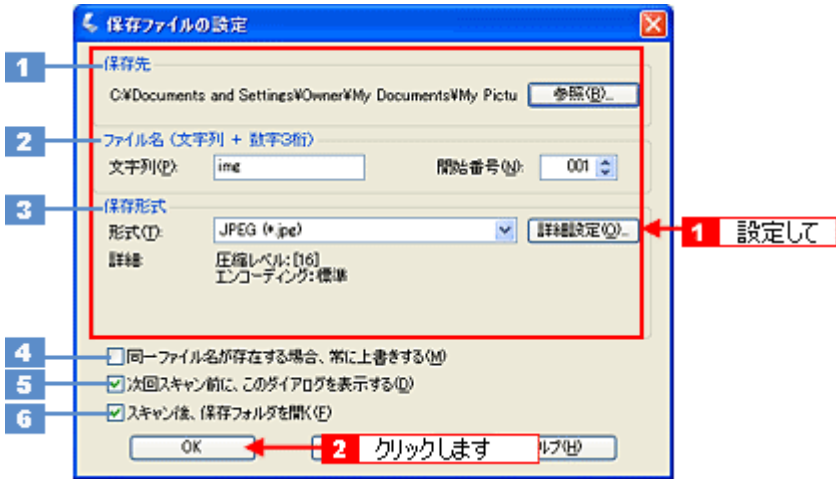 保存ファイルの設定
1
保存先
C:¥Documents and Settings¥Owner¥My Documents¥My Pictu
参照(B)...
2
ファイル名 (文字列 + 数字3桁)
文字列(P):
img
開始番号(N):
001
3
保存形式
形式(T):
JPEG (*.jpg)
詳細設定(O)...
1 設定して
詳細:
圧縮レベル:[16]
エンコーディング:標準
4
同一ファイル名が存在する場合、常に上書きする(M)
5
次回スキャン前に、このダイアログを表示する(D)
6
スキャン後、保存フォルダを開く(F)
OK
2 クリックします
ルプ(H)